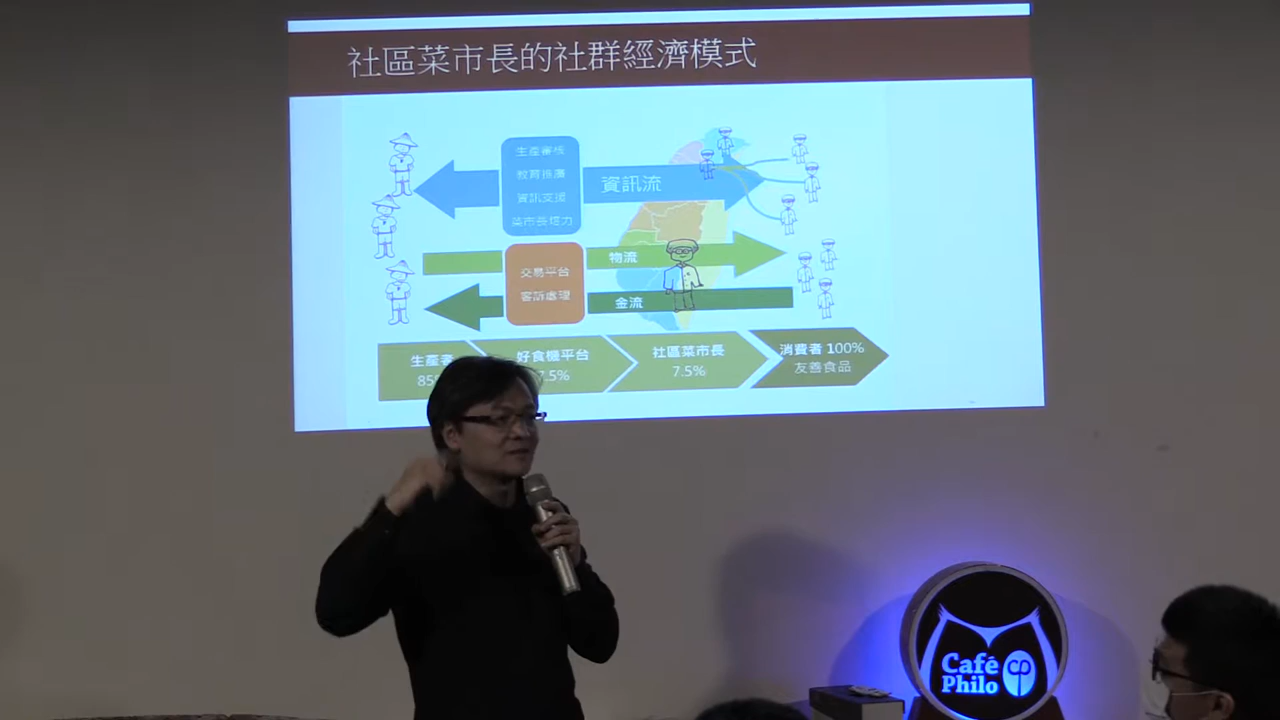 社區菜市長的社群經濟模式
生產審核
教育推廣
資訊支援
菜市長培力
資訊流
交易平台
客訴處理
物流
金流
生產者
85
好食機平台
7.5%
社區菜市長
7.5%
消費者 100%
友善食品
Café
Philo